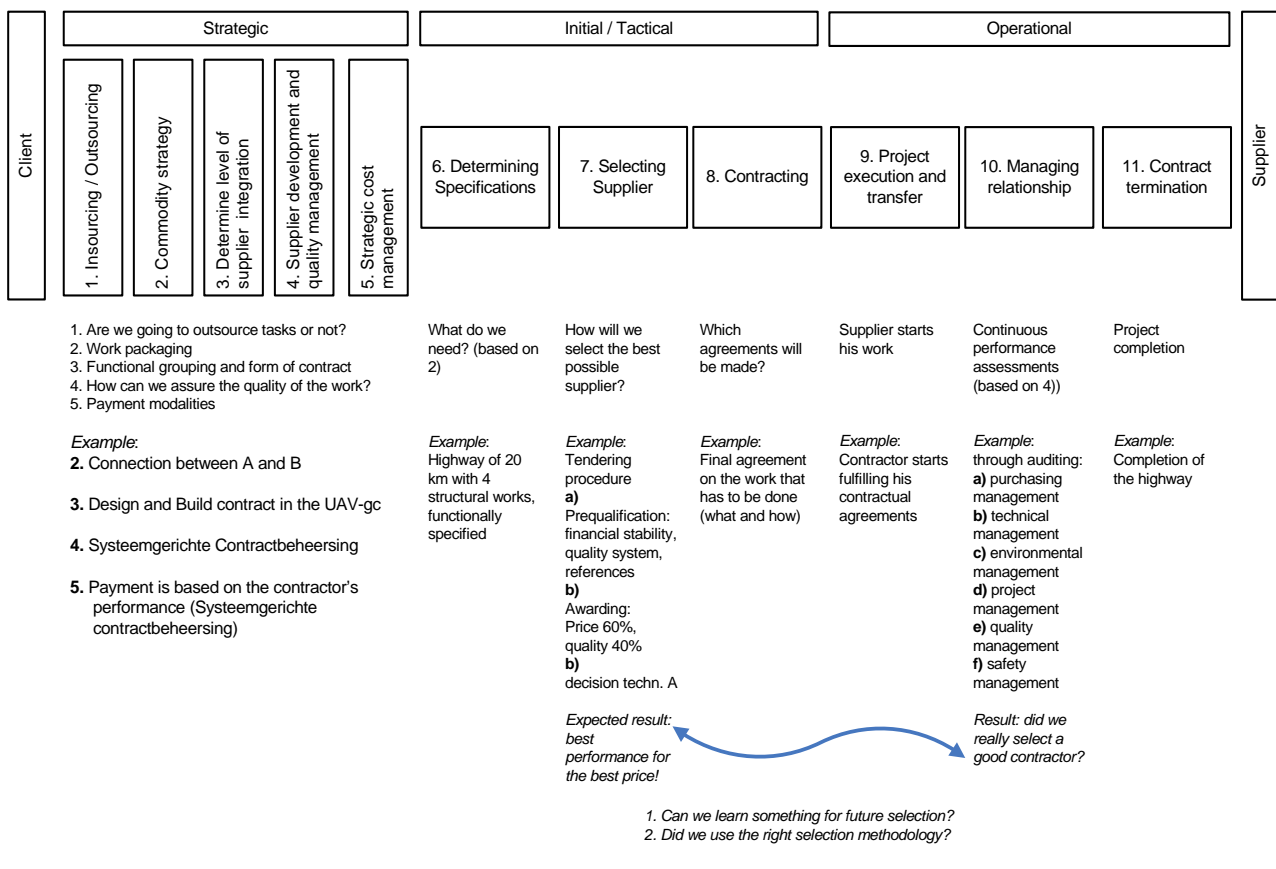 Client
Strategic
1. Insourcing / Outsourcing
2. Commodity strategy
3. Determine level of
supplier integration
4. Supplier development and
quality management
5. Strategic cost
management
Initial / Tactical
6. Determining
Specifications
7. Selecting
Supplier
8. Contracting
Operational
9. Project
execution and
transfer
10. Managing
relationship
11. Contract
termination
Supplier
1. Are we going to outsource tasks or not?
2. Work packaging
3. Functional grouping and form of contract
4. How can we assure the quality of the work?
5. Payment modalities
What do we
need? (based on
2)
How will we
select the best
possible
supplier?
Which
agreements will
be made?
Supplier starts
his work
Continuous
performance
assessments
(based on 4))
Project
completion
Example:
2. Connection between A and B
3. Design and Build contract in the UAV-gc
4. Systeemgerichte Contractbeheersing
5. Payment is based on the contractor's
performance (Systeemgerichte
contractbeheersing)
Example:
Highway of 20
km with 4
structural works,
functionally
specified
Example:
Tendering
procedure
a)
Prequalification:
financial stability,
quality system,
references
b)
Awarding:
Price 60%,
quality 40%
b)
decision techn. A
Example:
Final agreement
on the work that
has to be done
(what and how)
Example:
Contractor starts
fulfilling his
contractual
agreements
Example:
through auditing:
a) purchasing
management
b) technical
management
c) environmental
management
d) project
management
e) quality
management
f) safety
management
Example:
Completion of
the highway
Expected result:
best
performance for
the best price!
Result: did we
really select a
good contractor?
1. Can we learn something for future selection?
2. Did we use the right selection methodology?